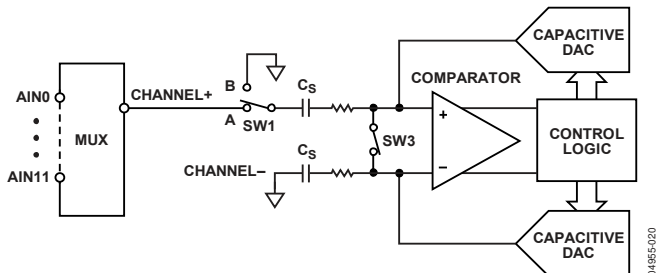 CAPACITIVE
DAC
B
AIN0
CHANNEL+
CS
COMPARATOR
A
SW1
+
MUX
SW3
CONTROL
LOGIC
CS
AIN11
CHANNEL–
–
CAPACITIVE
DAC
04955-020